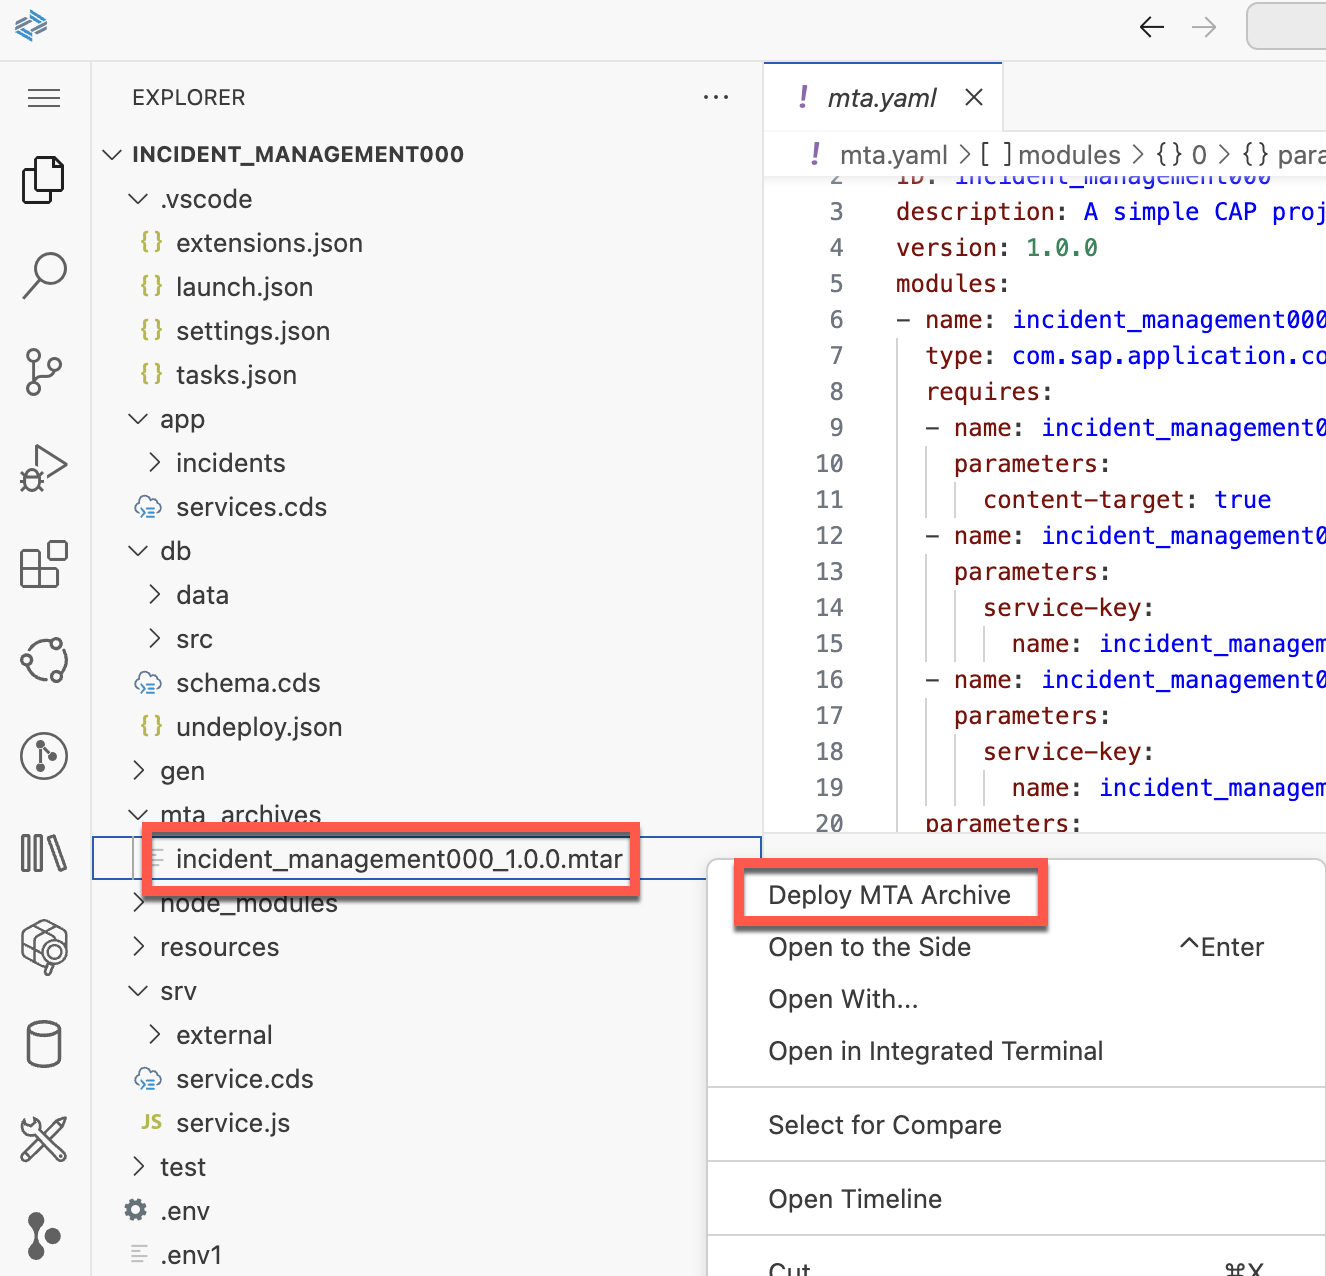 EXPLORER
INCIDENT_MANAGEMENT000
.vscode
{} extensions.json
{} launch.json
{} settings.json
{} tasks.json
app
incidents
services.cds
db
data
src
schema.cds
{} undeploy.json
gen
mta_archives
incident_management000_1.0.0.mtar
node_modules
resources
srv
external
service.cds
JS service.js
test
.env
.env1
! mta.yaml
! mta.yaml > [ ] modules > {} 0 > {} para
2 ID: incident_management000
3 description: A simple CAP proj
4 version: 1.0.0
5 modules:
6 - name: incident_management000
7 type: com.sap.application.co
8 requires:
9 - name: incident_management0
10 parameters:
11 content-target: true
12 - name: incident_management0
13 parameters:
14 service-key:
15 name: incident_managem
16 - name: incident_management0
17 parameters:
18 service-key:
19 name: incident_managem
20 parameters:
Deploy MTA Archive
Open to the Side ^Enter
Open With...
Open in Integrated Terminal
Select for Compare
Open Timeline
Cut ⌘X